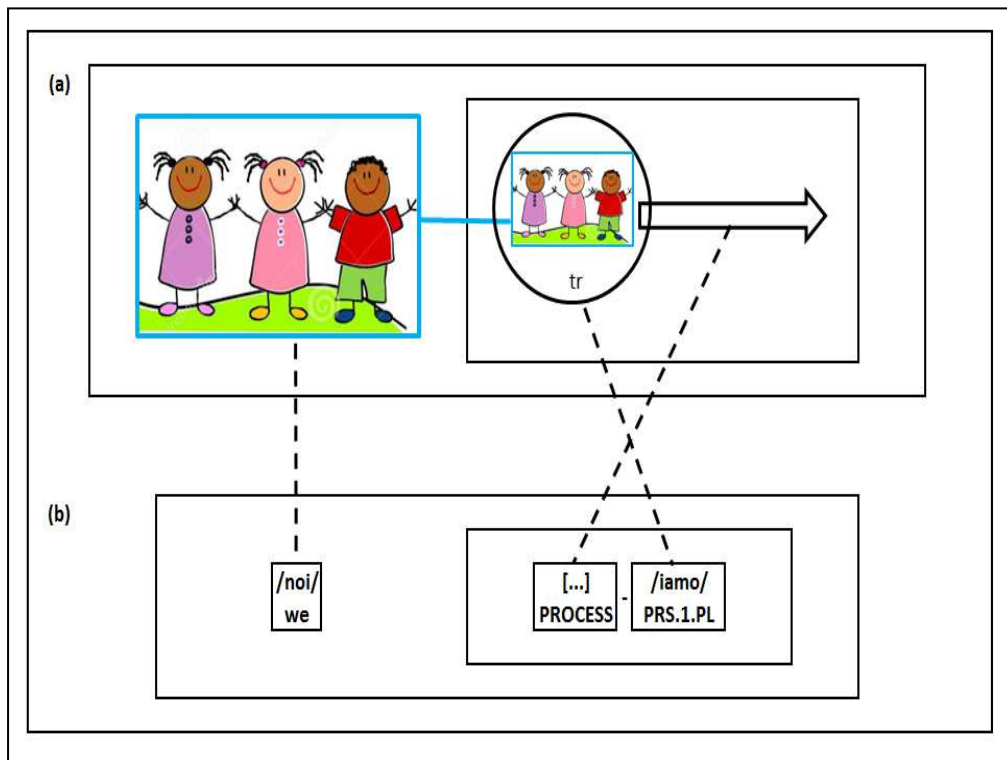 (a)
tr
(b)
/noi/
we
[...]
PROCESS
-
/iamo/
PRS.1.PL